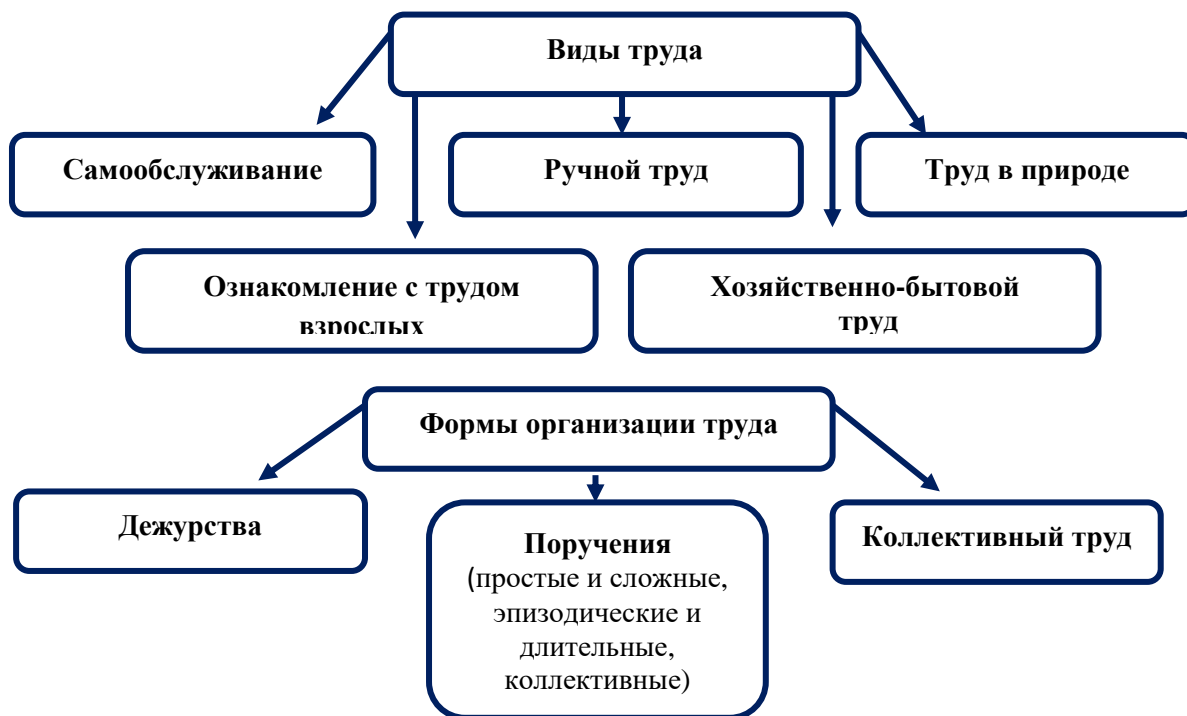 Виды труда
Самообслуживание
Ручной труд
Труд в природе
Ознакомление с трудом
взрослых
Хозяйственно-бытовой
труд
Формы организации труда
Дежурства
Поручения
(простые и сложные,
эпизодические и
длительные,
коллективные)
Коллективный труд